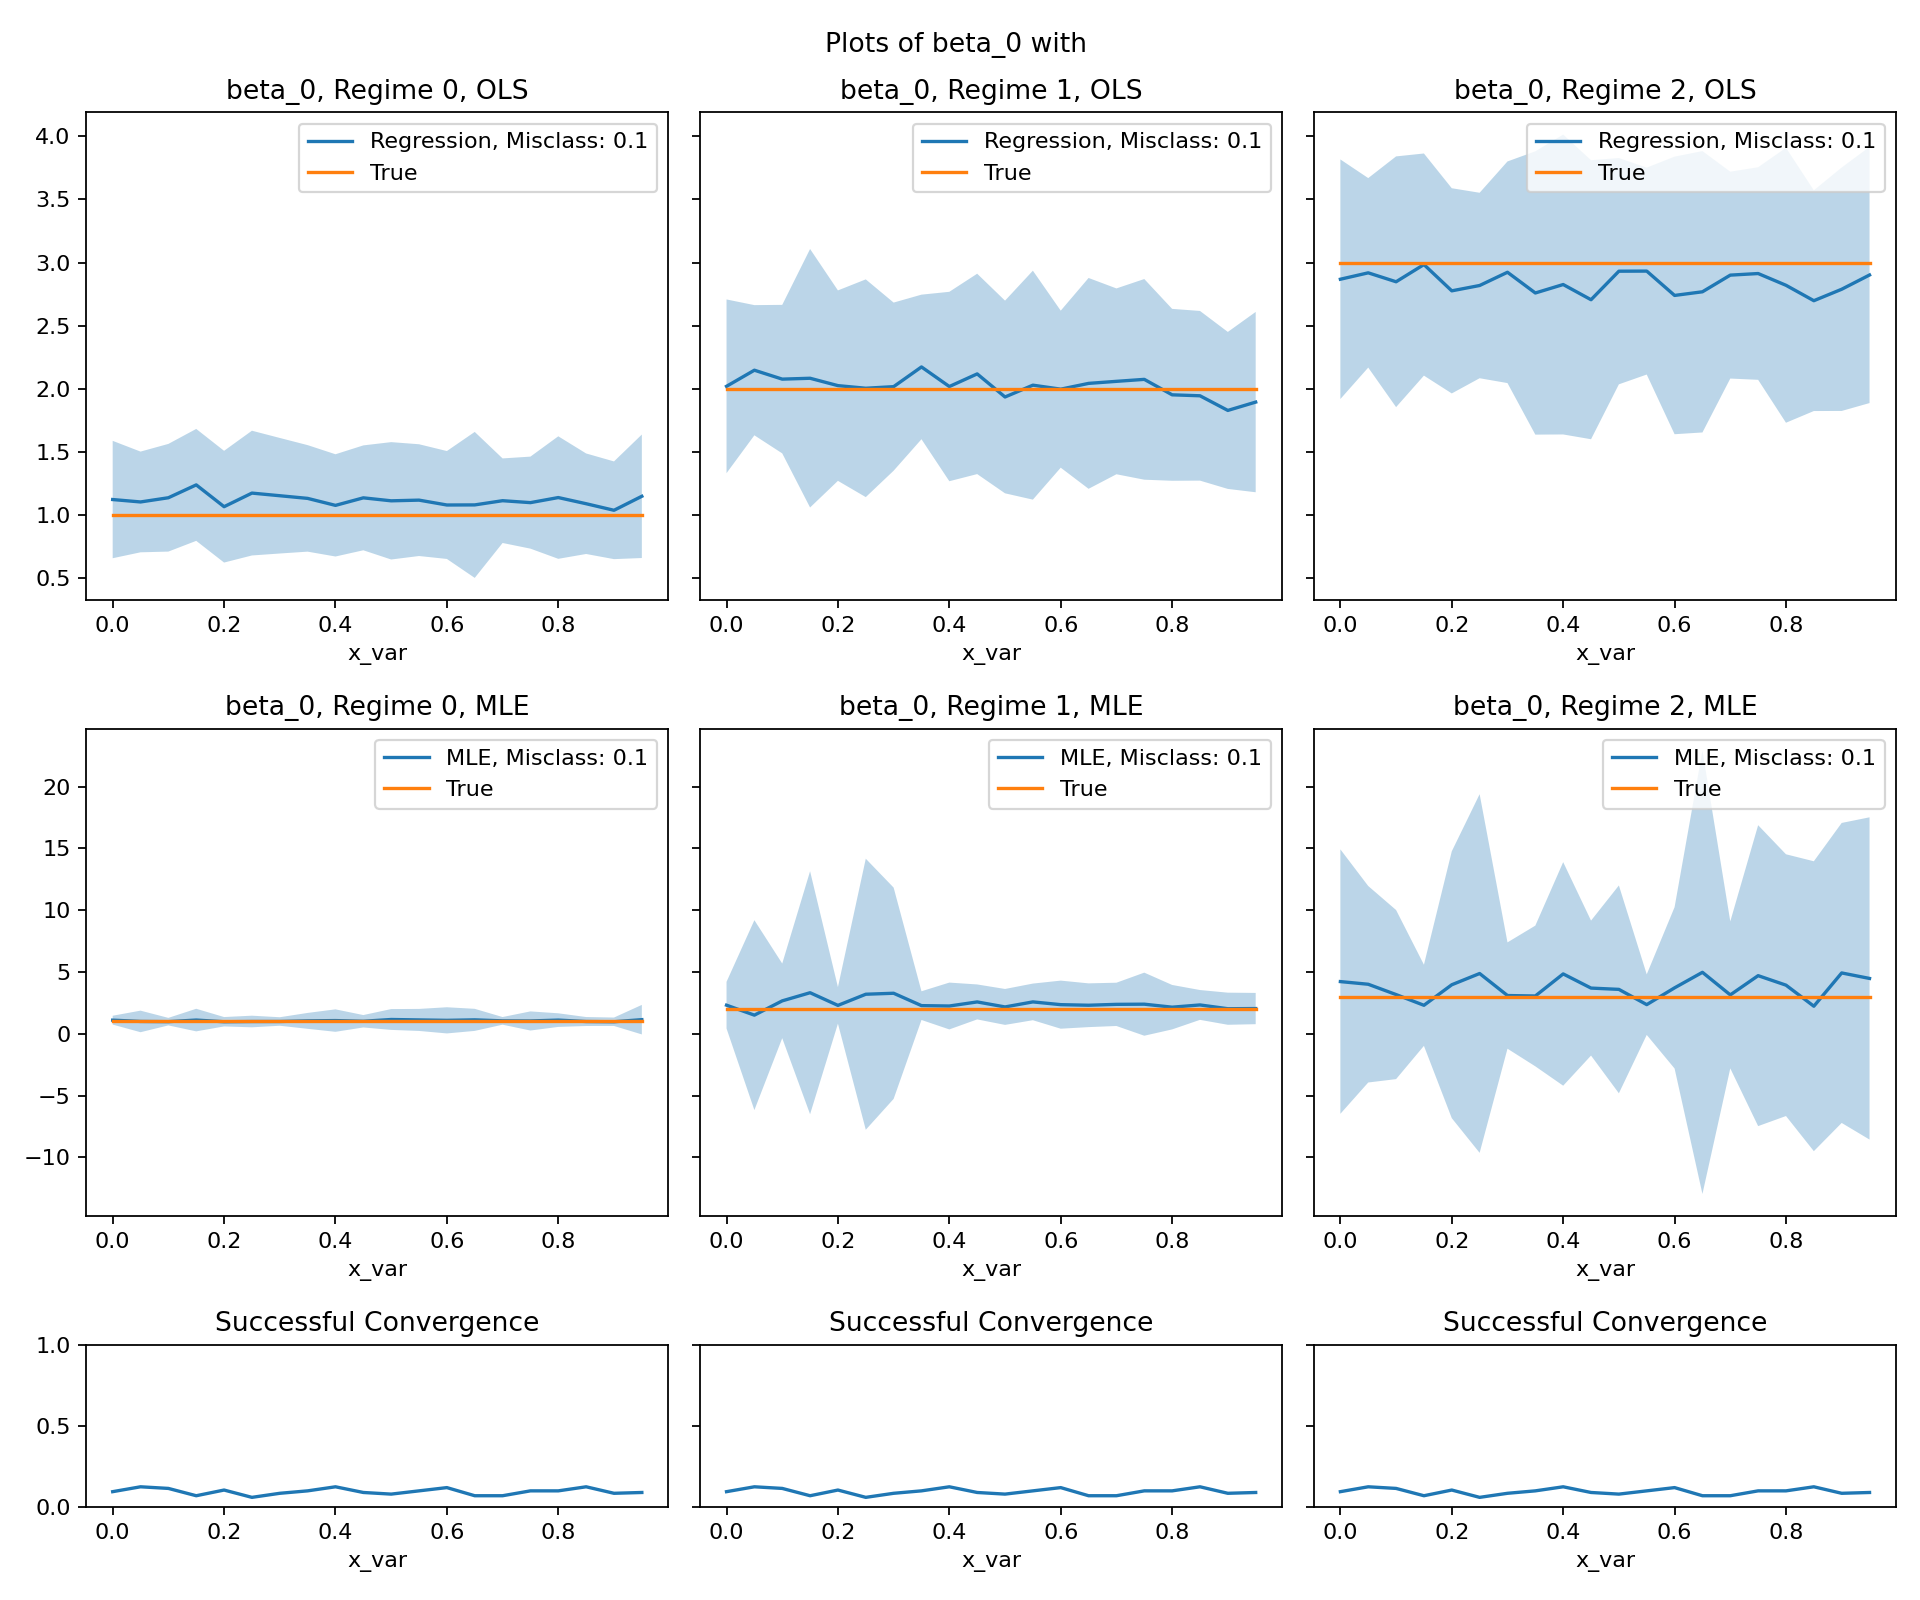 Plots of beta_0 with
beta_0, Regime 0, OLS
beta_0, Regime 1, OLS
beta_0, Regime 2, OLS
4.0
3.5
3.0
2.5
2.0
1.5
1.0
0.5
Regression, Misclass: 0.1
True
Regression, Misclass: 0.1
True
Regression, Misclass: 0.1
True
0.0 0.2 0.4 0.6 0.8
0.0 0.2 0.4 0.6 0.8
0.0 0.2 0.4 0.6 0.8
x_var
x_var
x_var
beta_0, Regime 0, MLE
beta_0, Regime 1, MLE
beta_0, Regime 2, MLE
20
15
10
5
0
−5
−10
MLE, Misclass: 0.1
True
MLE, Misclass: 0.1
True
MLE, Misclass: 0.1
True
0.0 0.2 0.4 0.6 0.8
0.0 0.2 0.4 0.6 0.8
0.0 0.2 0.4 0.6 0.8
x_var
x_var
x_var
Successful Convergence
Successful Convergence
Successful Convergence
1.0
0.5
0.0
0.0 0.2 0.4 0.6 0.8
0.0 0.2 0.4 0.6 0.8
0.0 0.2 0.4 0.6 0.8
x_var
x_var
x_var